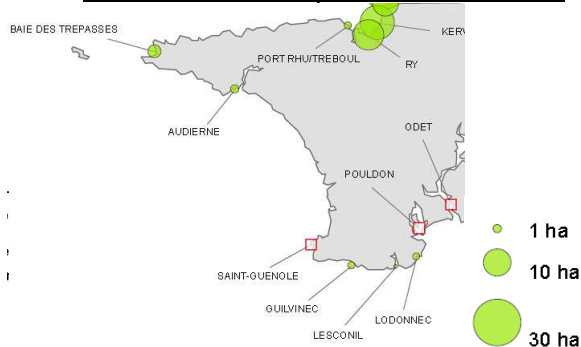 BAIE DES TREPASSES
KERV
PORT RHU/TREBOUL
RY
AUDIERNE
ODET
POULDON
1 ha
10 ha
SAINT-GUENOLE
GUILVINEC
LODONNEC
LESCONIL
30 ha